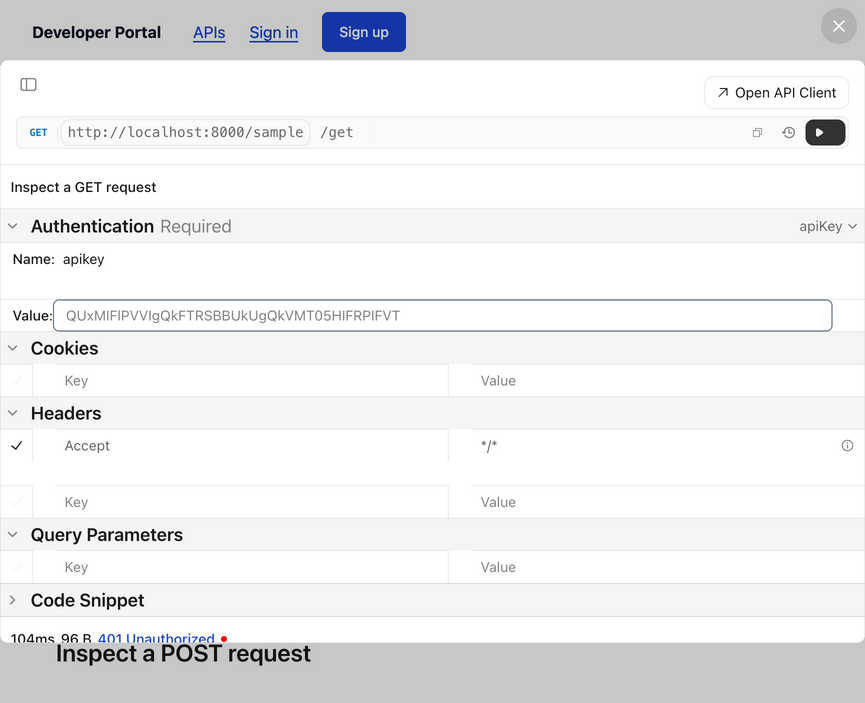 Developer Portal APIs Sign in Sign up
Open API Client
GET http://localhost:8000/sample /get
Inspect a GET request
Authentication Required apiKey
Name: apikey
Value: QUxMIFlPVVIgQkFTRSBBUkUgQkVMT05HIFRPIFVT
Cookies
Key Value
Headers
Accept */*
Key Value
Query Parameters
Key Value
Code Snippet
104ms 96 B 401 Unauthorized
Inspect a POST request